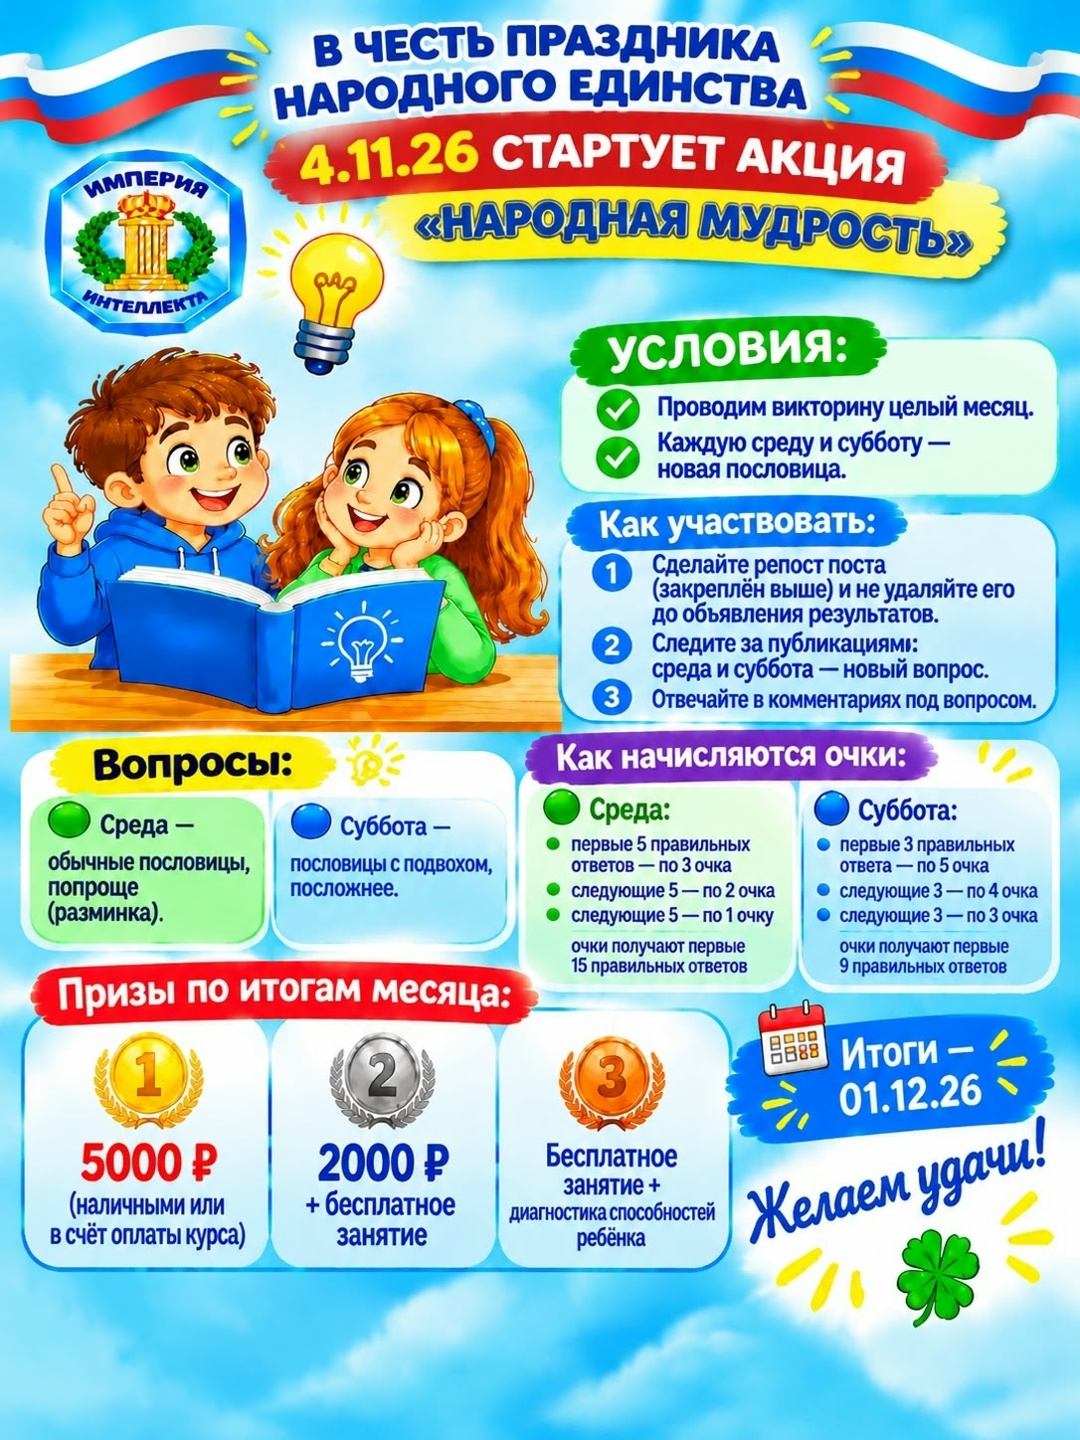 В ЧЕСТЬ ПРАЗДНИКА
НАРОДНОГО ЕДИНСТВА
4.11.26 СТАРТУЕТ АКЦИЯ
«НАРОДНАЯ МУДРОСТЬ»
ИМПЕРИЯ
ИНТЕЛЛЕКТА
УСЛОВИЯ:
Проводим викторину целый месяц.
Каждую среду и субботу —
новая пословица.
Как участвовать:
1 Сделайте репост поста
(закреплён выше) и не удаляйте его
до объявления результатов.
2 Следите за публикациями:
среда и суббота — новый вопрос.
3 Отвечайте в комментариях под вопросом.
Вопросы:
Среда —
обычные пословицы,
попроще
(разминка).
Суббота —
пословицы с подвохом,
посложнее.
Как начисляются очки:
Среда:
первые 5 правильных
ответов — по 3 очка
следующие 5 — по 2 очка
следующие 5 — по 1 очку
очки получают первые
15 правильных ответов
Суббота:
первые 3 правильных
ответа — по 5 очка
следующие 3 — по 4 очка
следующие 3 — по 3 очка
очки получают первые
9 правильных ответов
Призы по итогам месяца:
1
5000 ₽
(наличными или
в счёт оплаты курса)
2
2000 ₽
+ бесплатное
занятие
3
Бесплатное
занятие +
диагностика способностей
ребёнка
Итоги —
01.12.26
Желаем удачи!